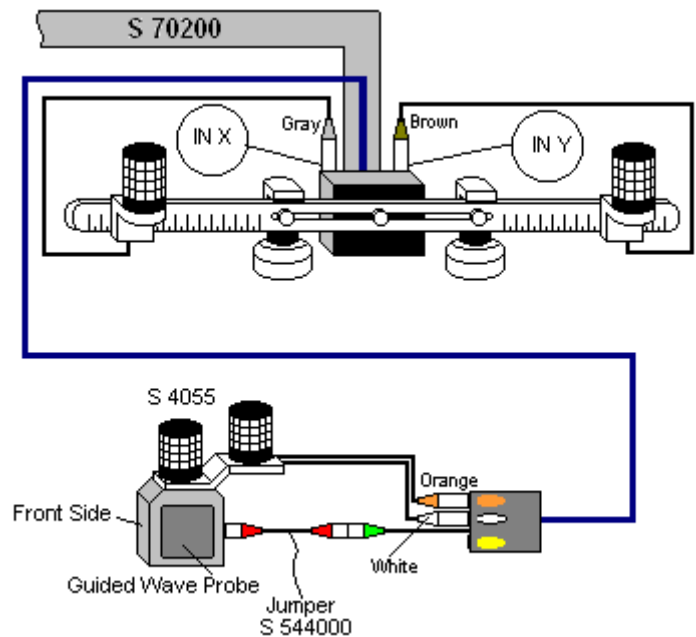 S 70200
Gray
Brown
IN X
IN Y
S 4055
Orange
Front Side
White
Guided Wave Probe
Jumper
S 544000